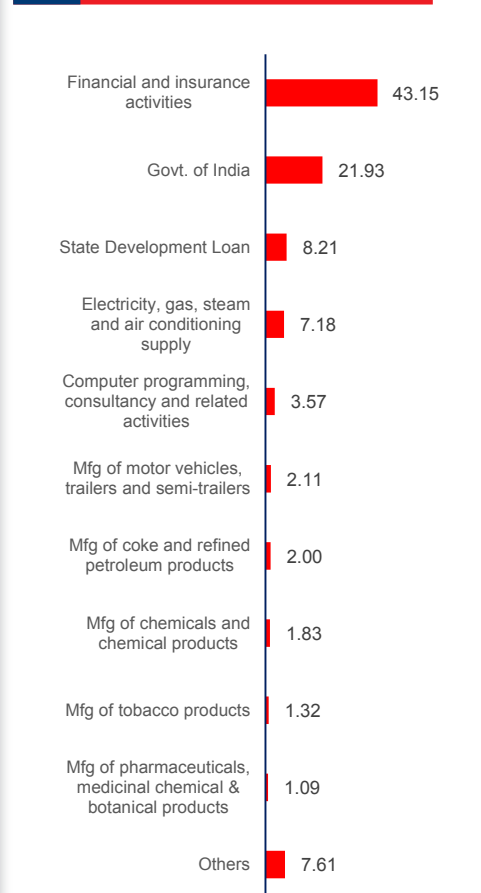 Financial and insurance
activities
43.15
Govt. of India
21.93
State Development Loan
8.21
Electricity, gas, steam
and air conditioning
supply
7.18
Computer programming,
consultancy and related
activities
3.57
Mfg of motor vehicles,
trailers and semi-trailers
2.11
Mfg of coke and refined
petroleum products
2.00
Mfg of chemicals and
chemical products
1.83
Mfg of tobacco products
1.32
Mfg of pharmaceuticals,
medicinal chemical &
botanical products
1.09
Others
7.61